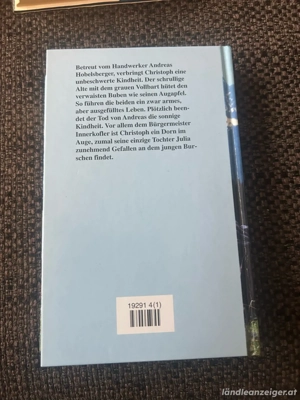 Betreut vom Handwerker Andreas
Hobelsberger, verbringt Christoph eine
unbeschwerte Kindheit. Der schrullige
Alte mit dem grauen Vollbart hütet den
verwaisten Buben wie seinen Augapfel.
So führen die beiden ein zwar armes,
aber ausgefülltes Leben. Plötzlich been-
det der Tod von Andreas die sonnige
Kindheit. Vor allem dem Bürgermeister
Innerkofler ist Christoph ein Dorn im
Auge, zumal seine einzige Tochter Julia
zunehmend Gefallen an dem jungen Bur-
schen findet.
19291 4(1)
ländleanzeiger.at